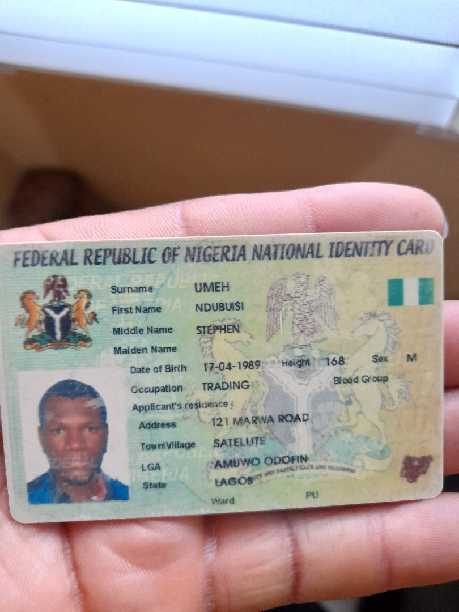 FEDERAL REPUBLIC OF NIGERIA NATIONAL IDENTITY CARD
Surname UMEH
First Name NDUBUISI
Middle Name STEPHEN
Maiden Name
Date of Birth 17-04-1989 Height 168 Sex M
Occupation TRADING Blood Group
Applicant's residence:
Address 121 MARWA ROAD
Town/Village SATELUTE
LGA AMUWO ODOFIN
State LAGOS
Ward PU